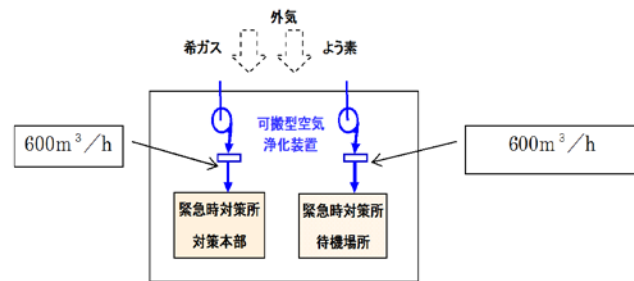 外気
希ガス
よう素
可搬型空気
浄化装置
600m³/h
600m³/h
緊急時対策所
対策本部
緊急時対策所
待機場所